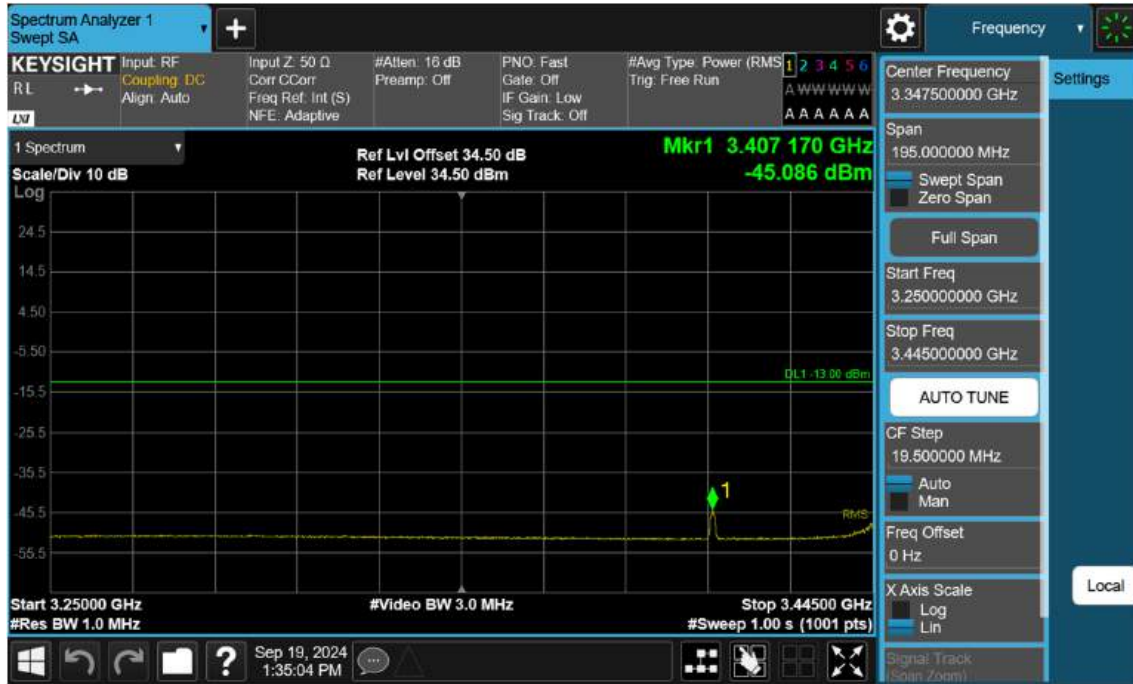 Spectrum Analyzer 1
Swept SA
Frequency
KEYSIGHT
RL
LXI
Input: RF
Coupling: DC
Align: Auto
Input Z: 50 Ω
Corr CCorr
Freq Ref: Int (S)
NFE: Adaptive
#Atten: 16 dB
Preamp: Off
PNO: Fast
Gate: Off
IF Gain: Low
Sig Track: Off
#Avg Type: Power (RMS
Trig: Free Run
1 2 3 4 5 6
A W W W W W
A A A A A A
1 Spectrum
Scale/Div 10 dB
Ref Lvl Offset 34.50 dB
Ref Level 34.50 dBm
Mkr1 3.407 170 GHz
-45.086 dBm
Log
24.5
14.5
4.50
-5.50
DL1 -13.00 dBm
-15.5
-25.5
-35.5
1
-45.5
RMS
-55.5
Start 3.25000 GHz
#Video BW 3.0 MHz
Stop 3.44500 GHz
#Res BW 1.0 MHz
#Sweep 1.00 s (1001 pts)
?
Sep 19, 2024
1:35:04 PM
Center Frequency
3.347500000 GHz
Settings
Span
195.000000 MHz
Swept Span
Zero Span
Full Span
Start Freq
3.250000000 GHz
Stop Freq
3.445000000 GHz
AUTO TUNE
CF Step
19.500000 MHz
Auto
Man
Freq Offset
0 Hz
X Axis Scale
Log
Lin
Local
Signal Track
(Span Zoom)